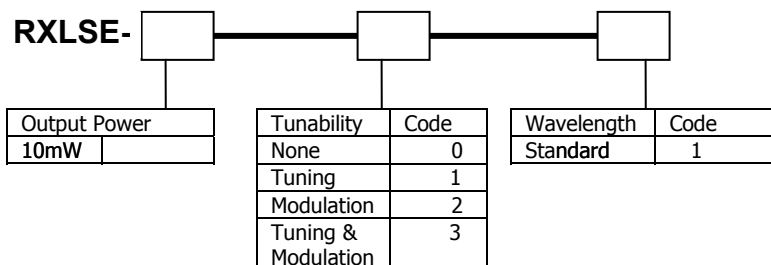 RXLSE-
Output Power
10mW
Tunability Code
None 0
Tuning 1
Modulation 2
Tuning & 3
Modulation
Wavelength Code
Standard 1